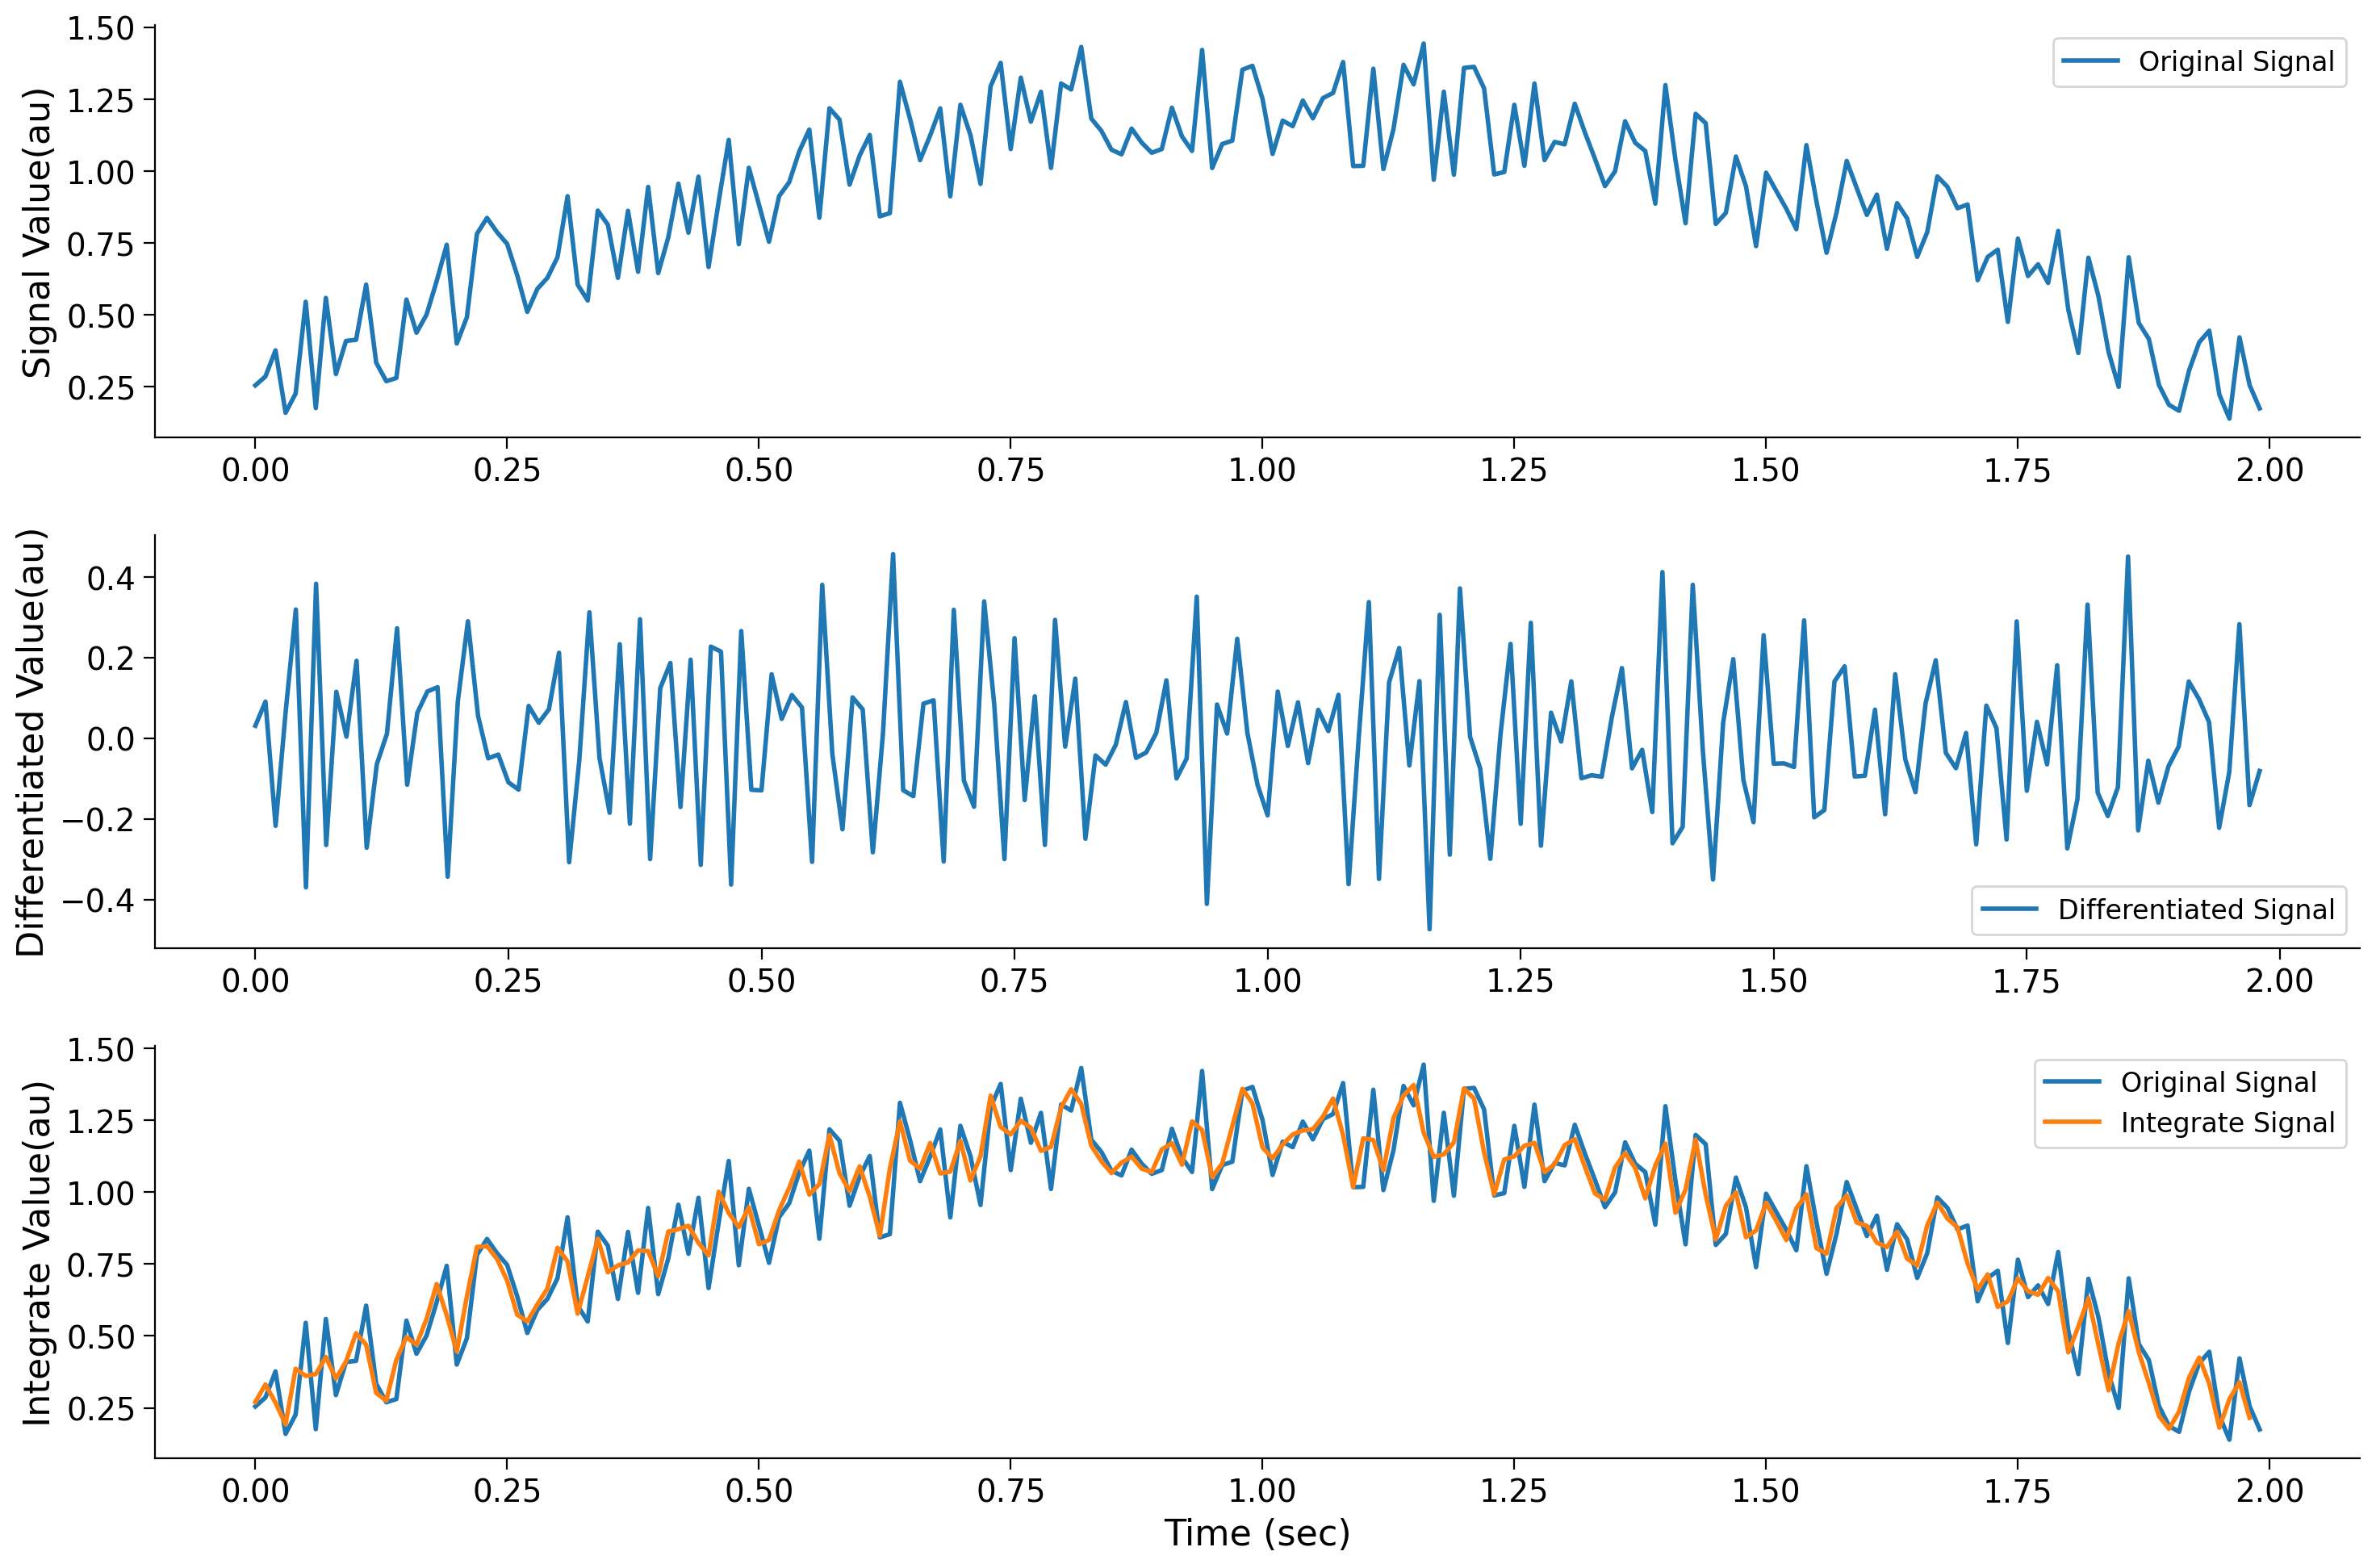 Signal Value(au)
1.50
1.25
1.00
0.75
0.50
0.25
Original Signal
0.00 0.25 0.50 0.75 1.00 1.25 1.50 1.75 2.00
Differentiated Value(au)
0.4
0.2
0.0
−0.2
−0.4
Differentiated Signal
0.00 0.25 0.50 0.75 1.00 1.25 1.50 1.75 2.00
Integrate Value(au)
1.50
1.25
1.00
0.75
0.50
0.25
Original Signal
Integrate Signal
0.00 0.25 0.50 0.75 1.00 1.25 1.50 1.75 2.00
Time (sec)